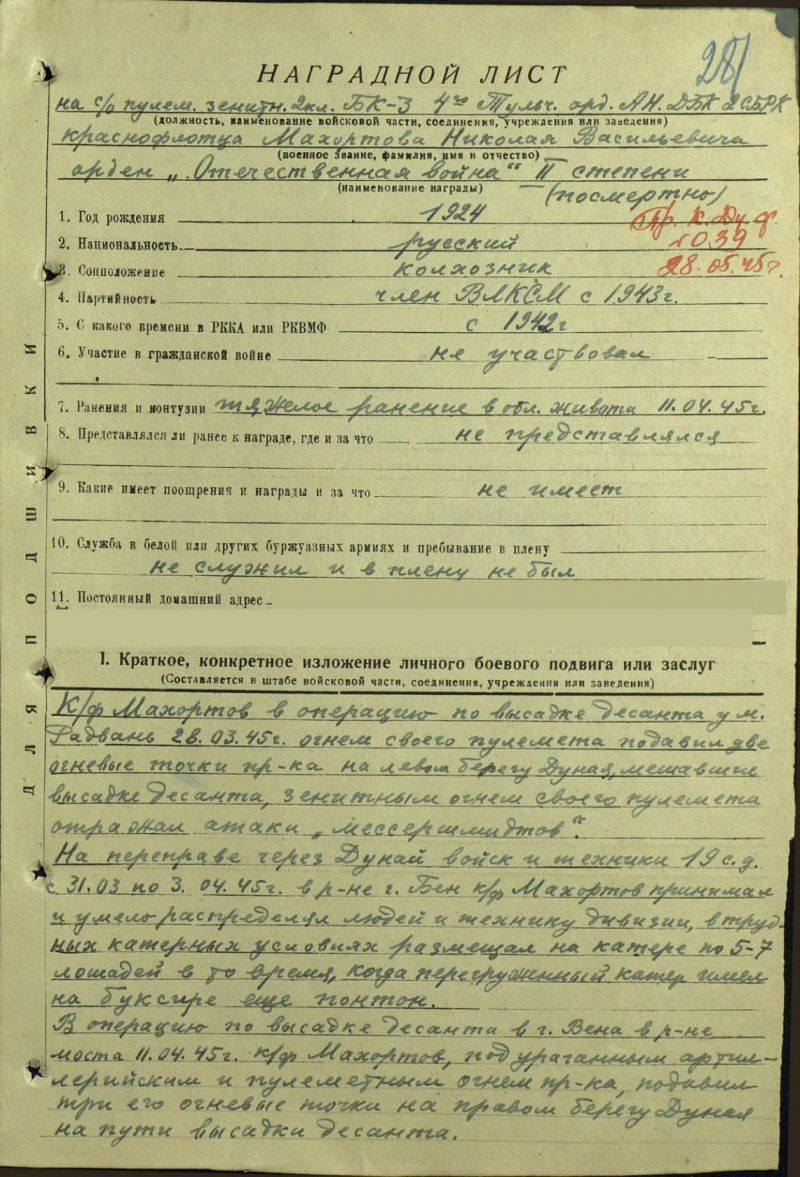 281
НАГРАДНОЙ ЛИСТ
на с/о пулем. зенитн. 2кл. БК-3 4го Тульч. орд. АН. ДБК 2 СБРК
(должность, наименование войсковой части, соединения, учреждения или заведения)
краснофлотца Махортова Николая Васильевича
(военное звание, фамилия, имя и отчество)
орден „Отечественная война" II степени
(наименование награды)
(посмертно)
1. Год рождения 1924
Пр. К. Ду ф.
2. Национальность русский
№ 039
3. Соцположение колхозник
28.05.45г.
4. Партийность член ВЛКСМ с 1943г.
5. С какого времени в РККА или РКВМФ с 1942г
6. Участие в гражданской войне не участвовал
7. Ранения и контузии тяжелое ранение в обл. живота 11.04.45г.
8. Представлялся ли ранее к награде, где и за что не представлялся
9. Какие имеет поощрения и награды и за что не имеет
10. Служба в белой или других буржуазных армиях и пребывание в плену
не служил и в плену не был
11. Постоянный домашний адрес
I. Краткое, конкретное изложение личного боевого подвига или заслуг
(Составляется в штабе войсковой части, соединения, учреждения или заведения)
К/ф Махортов в операцию по высадке десанта у м.
Радвань 28.03.45г. огнем своего пулемета подавил две
огневые точки пр-ка на левом берегу Дуная, мешавшие
высадке десанта, зенитным огнем своего пулемета
отражал атаки „мессершмидтов".
На переправе через Дунай войск и техники 19 с.д.
с 31.03 по 3.04.45г. в р-не г. Бен к/ф Махортов принимал
и умело распределял людей и технику дивизии, в труд-
ных катерных условиях размещал на катере по 5-7
лошадей в то время, когда перегруженный катер имел
на буксире еще понтон.
В операцию по высадке десанта в г. Вена в р-не
моста 11.04.45г. к/ф Махортов, под ураганным артил-
лерийским и пулеметным огнем пр-ка, подавил
три его огневые точки на правом берегу Дуная
на пути высадки десанта.
ДЛЯ ПОДШИВКИ